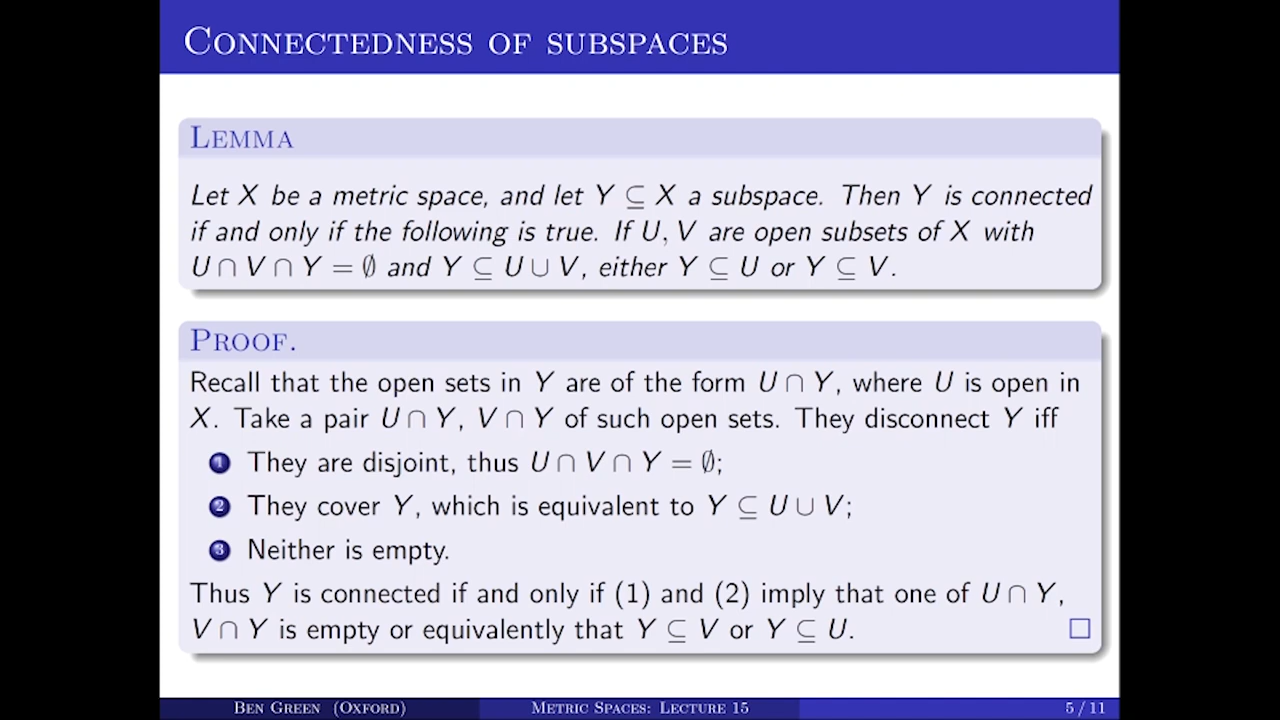 CONNECTEDNESS OF SUBSPACES
LEMMA
Let X be a metric space, and let Y ⊆ X a subspace. Then Y is connected
if and only if the following is true. If U, V are open subsets of X with
U ∩ V ∩ Y = ∅ and Y ⊆ U ∪ V, either Y ⊆ U or Y ⊆ V.
PROOF.
Recall that the open sets in Y are of the form U ∩ Y, where U is open in
X. Take a pair U ∩ Y, V ∩ Y of such open sets. They disconnect Y iff
1 They are disjoint, thus U ∩ V ∩ Y = ∅;
2 They cover Y, which is equivalent to Y ⊆ U ∪ V;
3 Neither is empty.
Thus Y is connected if and only if (1) and (2) imply that one of U ∩ Y,
V ∩ Y is empty or equivalently that Y ⊆ V or Y ⊆ U. □
BEN GREEN (OXFORD) METRIC SPACES: LECTURE 15 5 / 11